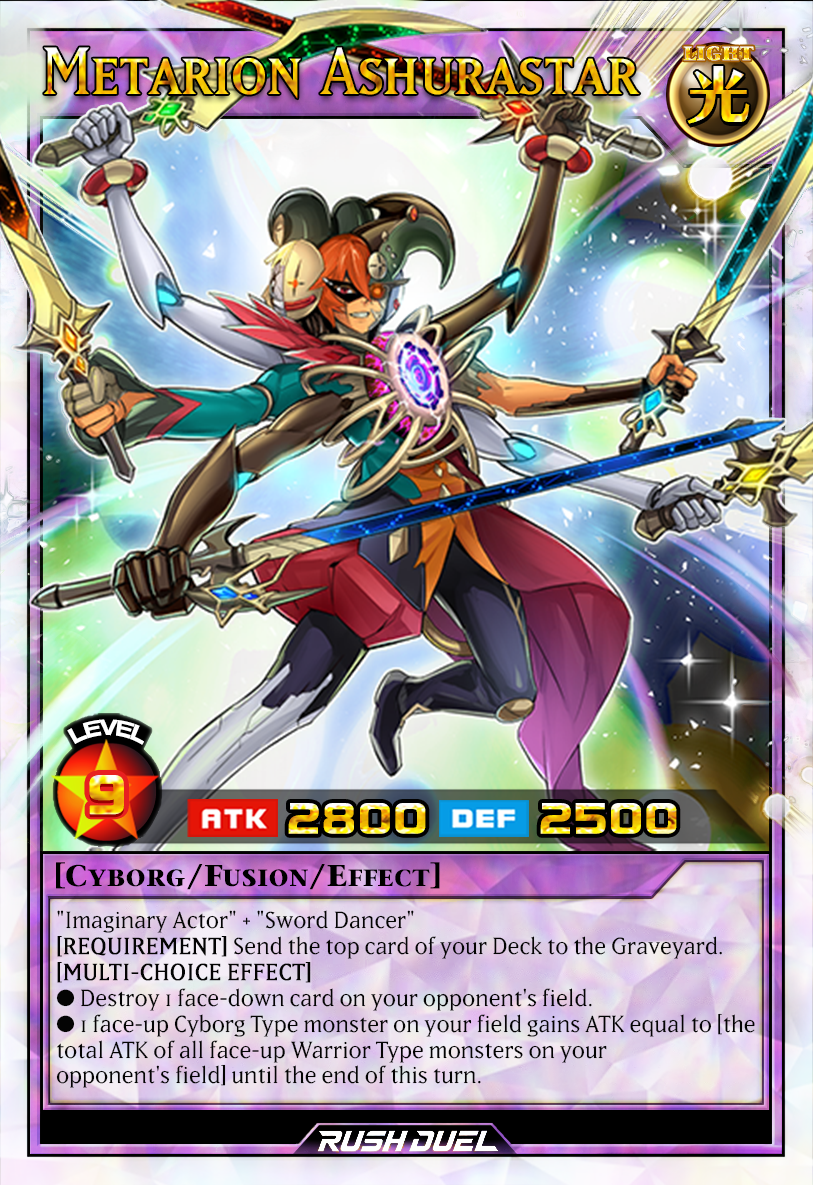 METARION ASHURASTAR
LIGHT
光
LEVEL
9
ATK 2800 DEF 2500
[CYBORG/FUSION/EFFECT]
"Imaginary Actor" + "Sword Dancer"
[REQUIREMENT] Send the top card of your Deck to the Graveyard.
[MULTI-CHOICE EFFECT]
● Destroy 1 face-down card on your opponent's field.
● 1 face-up Cyborg Type monster on your field gains ATK equal to [the
total ATK of all face-up Warrior Type monsters on your
opponent's field] until the end of this turn.
RUSH DUEL